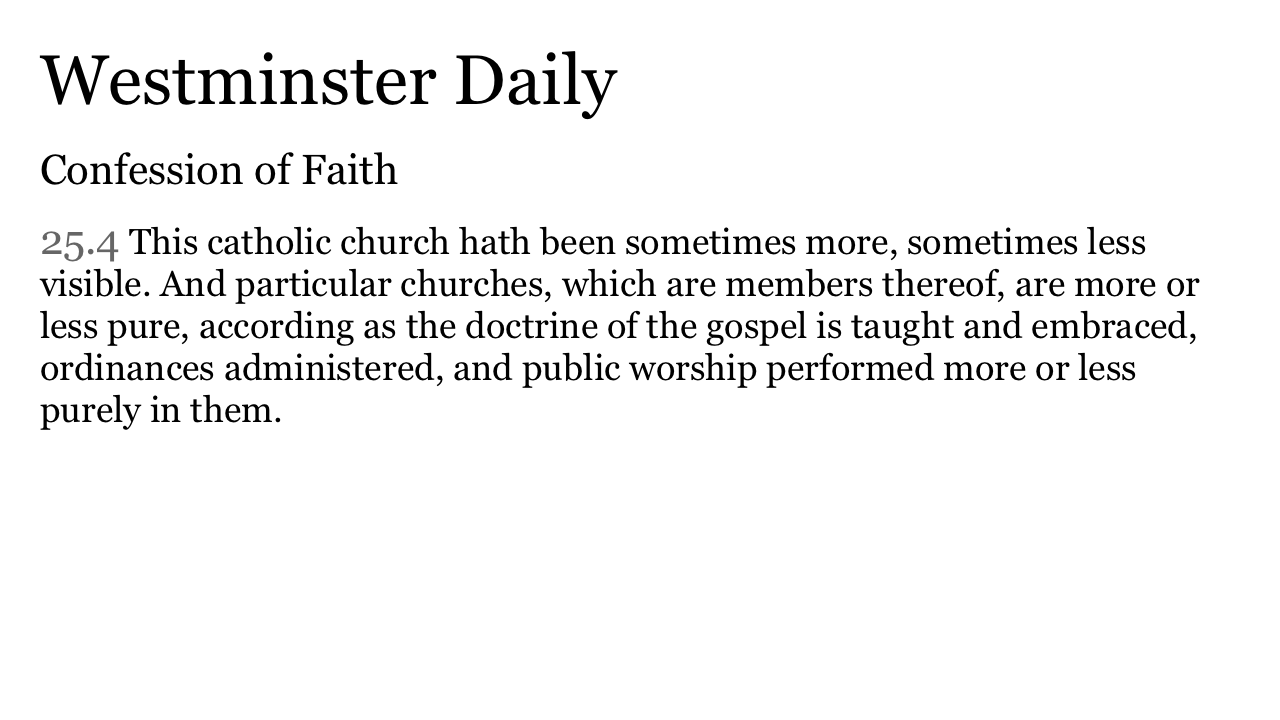 Westminster Daily
Confession of Faith
25.4 This catholic church hath been sometimes more, sometimes less
visible. And particular churches, which are members thereof, are more or
less pure, according as the doctrine of the gospel is taught and embraced,
ordinances administered, and public worship performed more or less
purely in them.